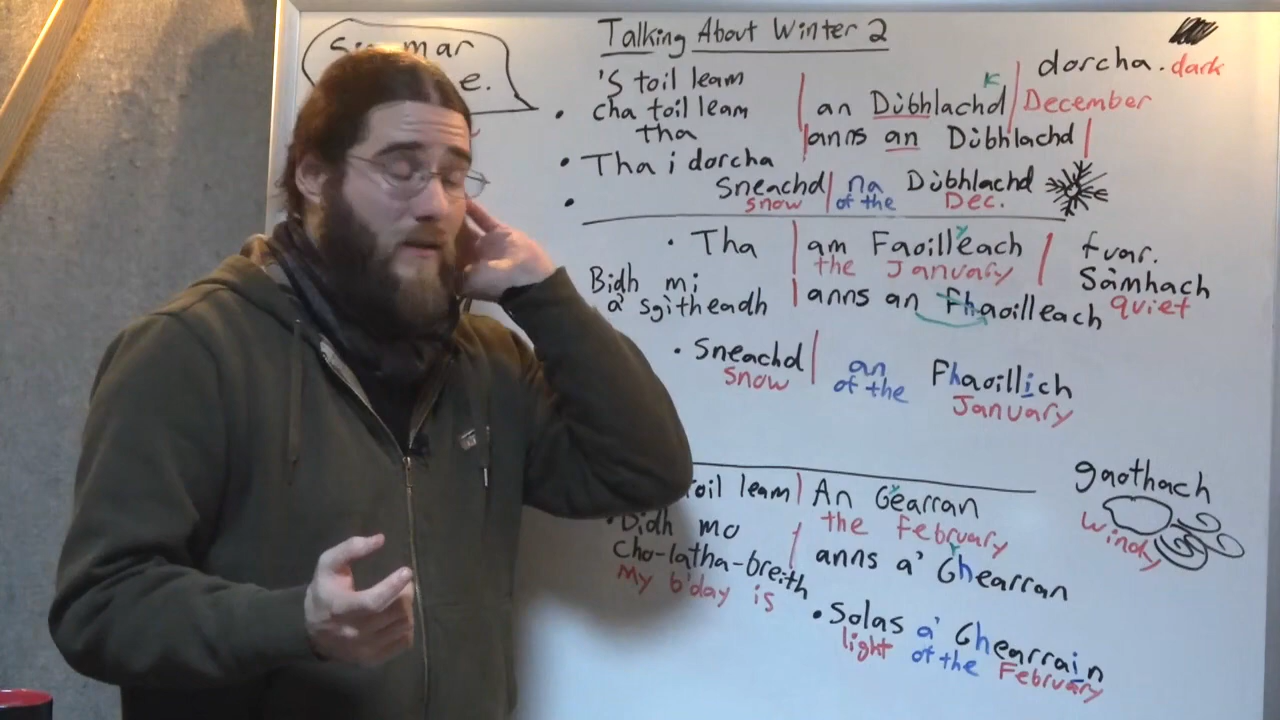 Talking About Winter 2
mar
e.
'S toil leam
cha toil leam
tha
K
an Dùbhlachd
December
dorcha. dark
anns an Dùbhlachd
Tha i dorcha
Sneachd na Dùbhlachd
snow of the Dec.
Tha am Faoilleach fuar.
the January
Sàmhach
quiet
Bidh mi
a' sgìtheadh
anns an Fhaoilleach
Sneachd an Fhaoillich
snow of the January
toil leam An Gearran
the February
gaothach
windy
Bidh mo
cho-latha-breith
my b'day is
anns a' Ghearran
Solas a' Ghearrain
light of the February